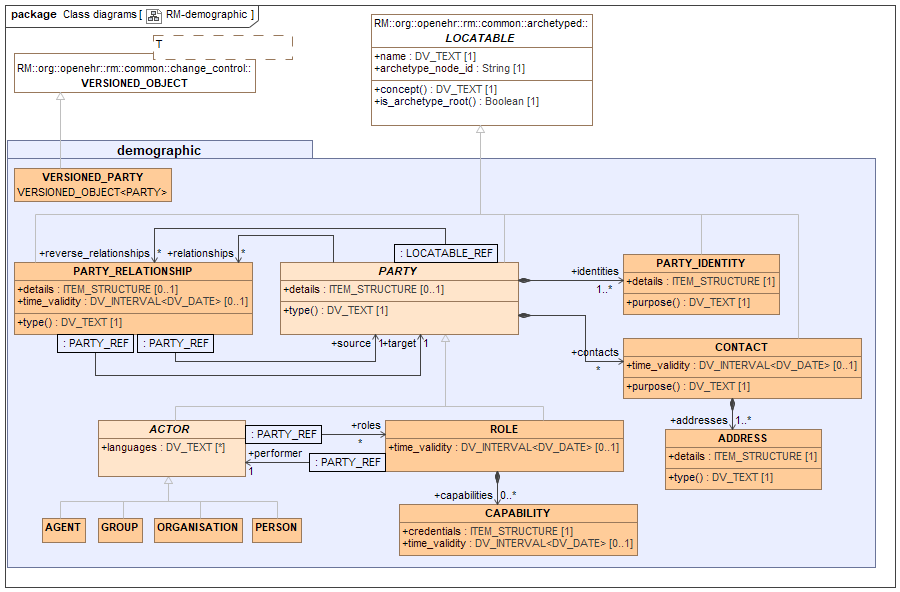 package Class diagrams [ RM-demographic ]
T
RM::org::openehr::rm::common::change_control::
VERSIONED_OBJECT
RM::org::openehr::rm::common::archetyped::
LOCATABLE
+name : DV_TEXT [1]
+archetype_node_id : String [1]
+concept() : DV_TEXT [1]
+is_archetype_root() : Boolean [1]
demographic
VERSIONED_PARTY
VERSIONED_OBJECT<PARTY>
+reverse_relationships
*
+relationships
*
: LOCATABLE_REF
PARTY_RELATIONSHIP
+details : ITEM_STRUCTURE [0..1]
+time_validity : DV_INTERVAL<DV_DATE> [0..1]
+type() : DV_TEXT [1]
: PARTY_REF
: PARTY_REF
PARTY
+details : ITEM_STRUCTURE [0..1]
+type() : DV_TEXT [1]
+source
1
+target
1
+identities
1..*
PARTY_IDENTITY
+details : ITEM_STRUCTURE [1]
+purpose() : DV_TEXT [1]
+contacts
*
CONTACT
+time_validity : DV_INTERVAL<DV_DATE> [0..1]
+purpose() : DV_TEXT [1]
+addresses
1..*
ADDRESS
+details : ITEM_STRUCTURE [1]
+type() : DV_TEXT [1]
ACTOR
+languages : DV_TEXT [*]
: PARTY_REF
+roles
*
+performer
1
: PARTY_REF
ROLE
+time_validity : DV_INTERVAL<DV_DATE> [0..1]
+capabilities
0..*
CAPABILITY
+credentials : ITEM_STRUCTURE [1]
+time_validity : DV_INTERVAL<DV_DATE> [0..1]
AGENT
GROUP
ORGANISATION
PERSON